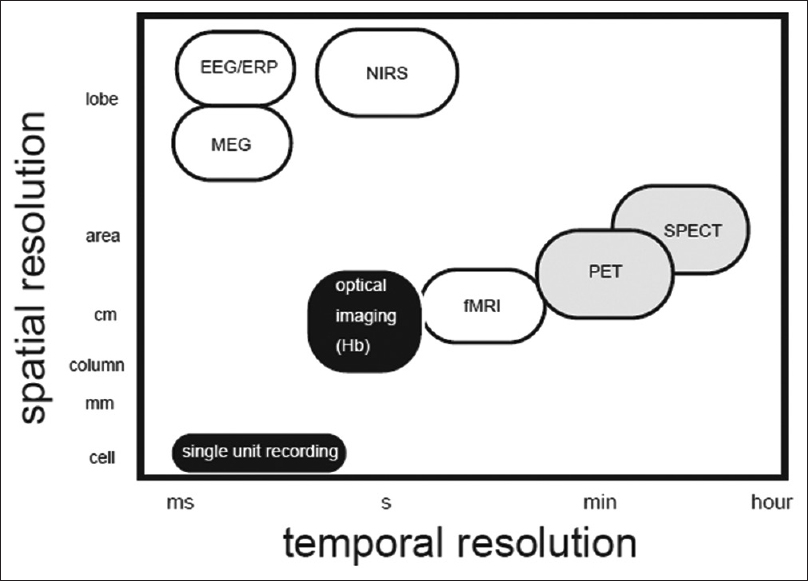 EEG/ERP
NIRS
lobe
MEG
spatial resolution
area
SPECT
PET
optical
imaging
(Hb)
fMRI
cm
column
mm
cell
single unit recording
ms
s
min
hour
temporal resolution